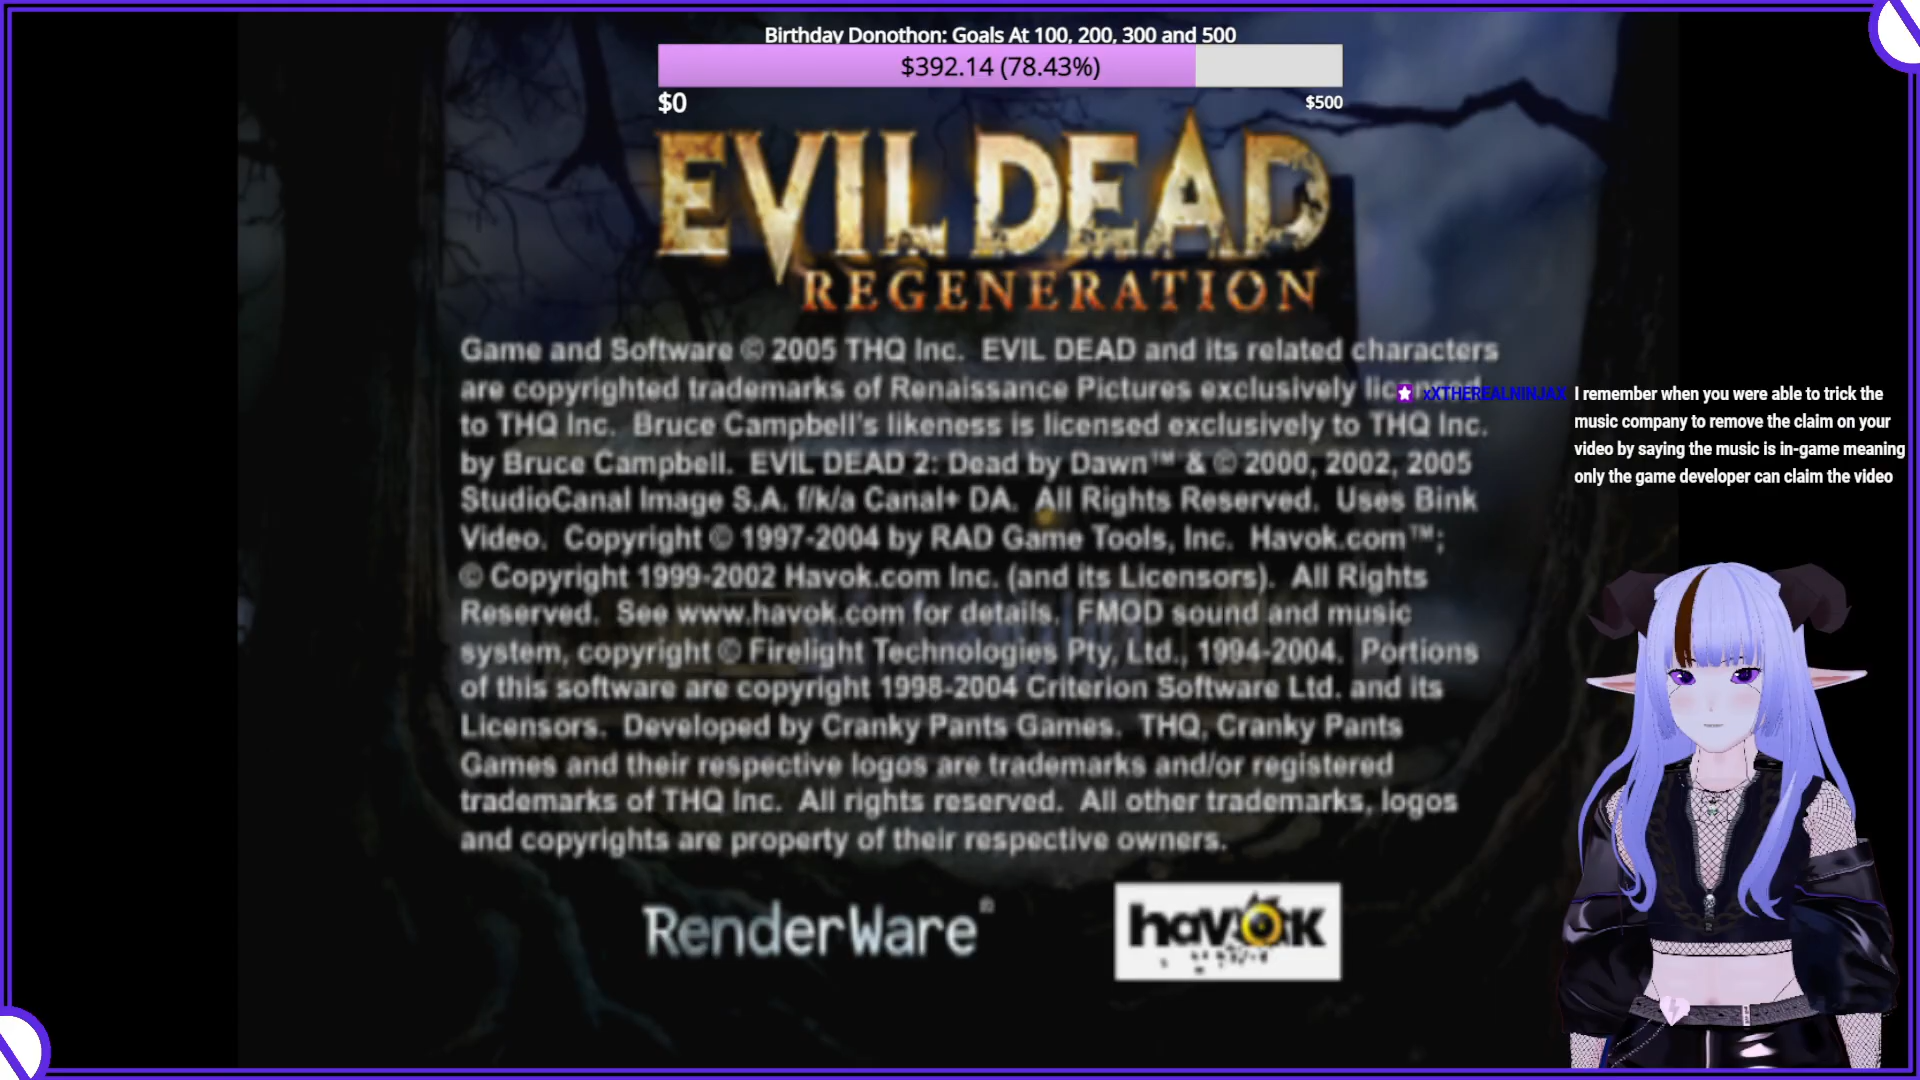 Birthday Donothon: Goals At 100, 200, 300 and 500
$392.14 (78.43%)
$0 $500
EVIL DEAD
REGENERATION
Game and Software © 2005 THQ Inc. EVIL DEAD and its related characters
are copyrighted trademarks of Renaissance Pictures exclusively
to THQ Inc. Bruce Campbell's likeness is licensed exclusively to THQ Inc.
by Bruce Campbell. EVIL DEAD 2: Dead by Dawn™ & © 2000, 2002, 2005
StudioCanal Image S.A. f/k/a Canal+ DA. All Rights Reserved. Uses Bink
Video. Copyright © 1997-2004 by RAD Game Tools, Inc. Havok.com™;
© Copyright 1999-2002 Havok.com Inc. (and its Licensors). All Rights
Reserved. See www.havok.com for details. FMOD sound and music
system, copyright © Firelight Technologies Pty, Ltd., 1994-2004. Portions
of this software are copyright 1998-2004 Criterion Software Ltd. and its
Licensors. Developed by Cranky Pants Games. THQ, Cranky Pants
Games and their respective logos are trademarks and/or registered
trademarks of THQ Inc. All rights reserved. All other trademarks, logos
and copyrights are property of their respective owners.
RenderWare®
havok
xXTHEREALNINJAX I remember when you were able to trick the
music company to remove the claim on your
video by saying the music is in-game meaning
only the game developer can claim the video